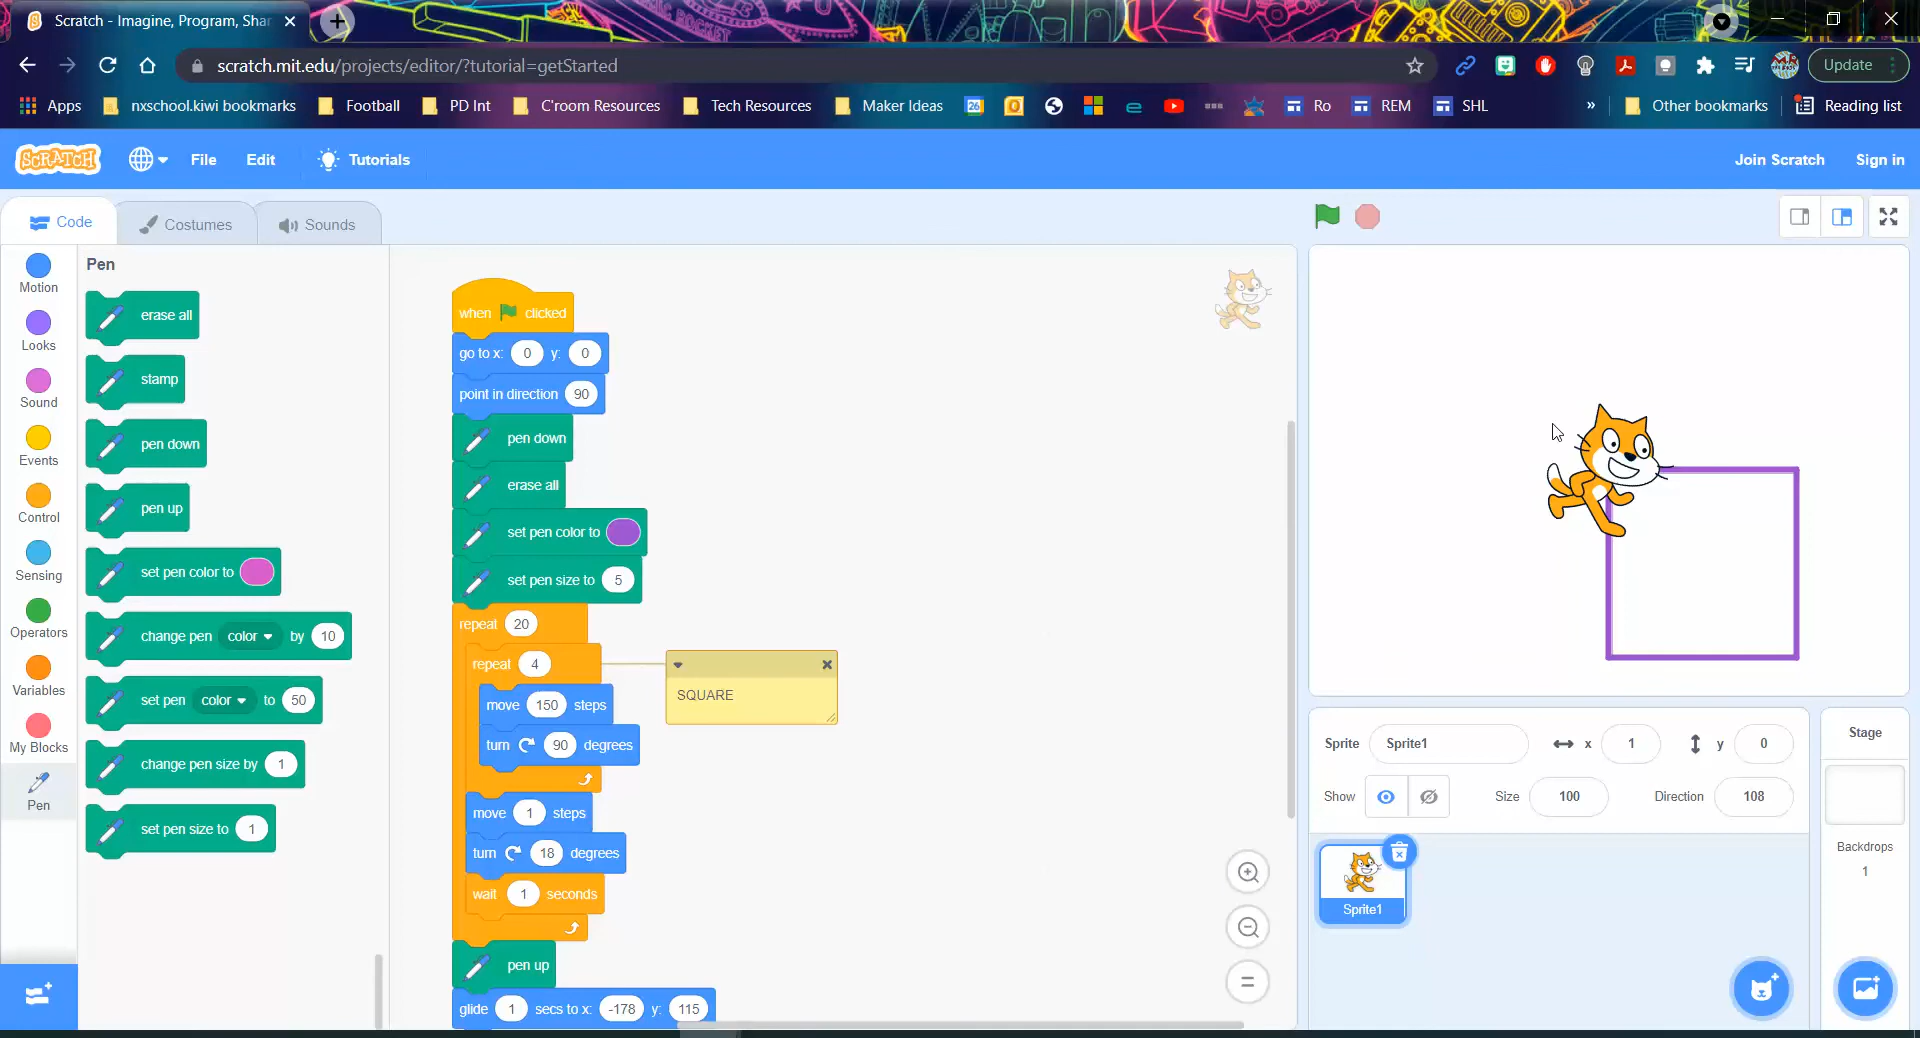 Scratch - Imagine, Program, Shar
scratch.mit.edu/projects/editor/?tutorial=getStarted
Update
Apps nxschool.kiwi bookmarks Football PD Int C'room Resources Tech Resources Maker Ideas 26 Ro REM SHL » Other bookmarks Reading list
SCRATCH File Edit Tutorials Join Scratch Sign in
Code Costumes Sounds
Motion
Looks
Sound
Events
Control
Sensing
Operators
Variables
My Blocks
Pen
Pen
erase all
stamp
pen down
pen up
set pen color to
change pen color by 10
set pen color to 50
change pen size by 1
set pen size to 1
when clicked
go to x: 0 y: 0
point in direction 90
pen down
erase all
set pen color to
set pen size to 5
repeat 20
repeat 4
move 150 steps
turn 90 degrees
move 1 steps
turn 18 degrees
wait 1 seconds
pen up
glide 1 secs to x: -178 y: 115
SQUARE
Sprite Sprite1 x 1 y 0
Show Size 100 Direction 108
Sprite1
Stage
Backdrops
1